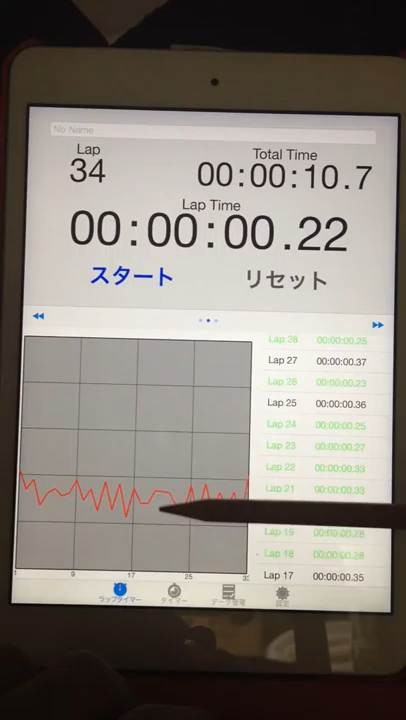 No Name
Lap
34
Total Time
00:00:10.7
Lap Time
00:00:00.22
スタート
リセット
Lap 28 00:00:00.25
Lap 27 00:00:00.37
Lap 26 00:00:00.23
Lap 25 00:00:00.36
Lap 24 00:00:00.25
Lap 23 00:00:00.27
Lap 22 00:00:00.33
Lap 21 00:00:00.33
Lap 19 00:00:00.28
Lap 18 00:00:00.28
Lap 17 00:00:00.35
1 9 17 25
ラップタイマー
タイマー
データ管理
設定